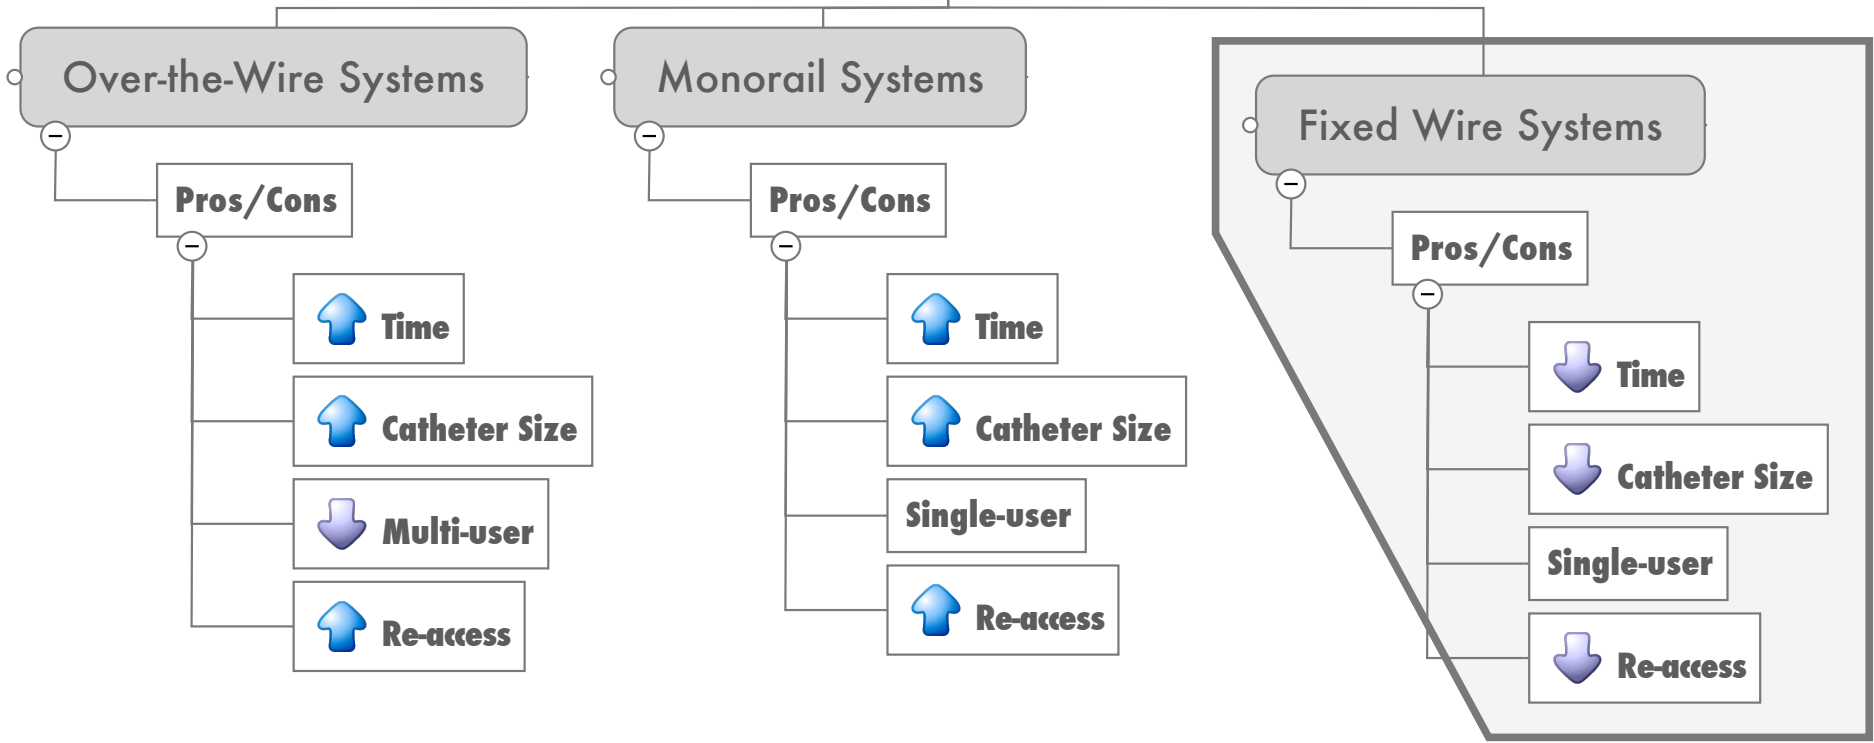 Over-the-Wire Systems
Pros/Cons
Time
Catheter Size
Multi-user
Re-access
Monorail Systems
Pros/Cons
Time
Catheter Size
Single-user
Re-access
Fixed Wire Systems
Pros/Cons
Time
Catheter Size
Single-user
Re-access